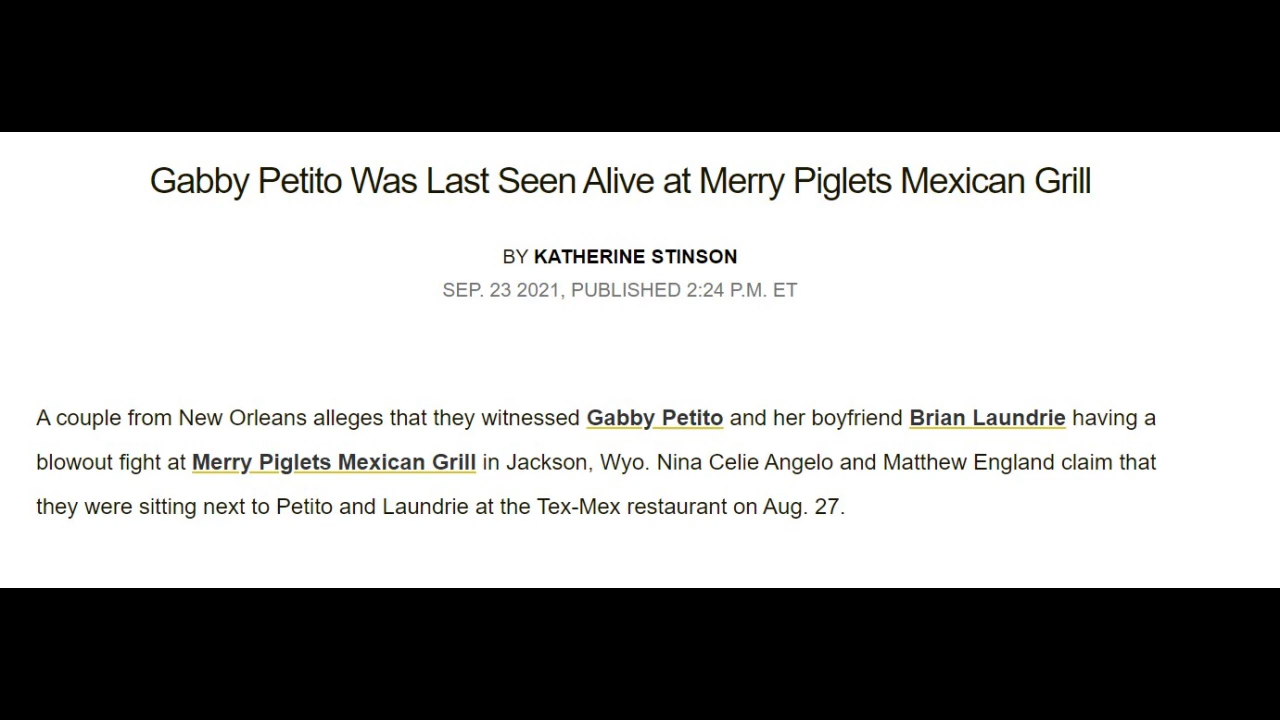 Gabby Petito Was Last Seen Alive at Merry Piglets Mexican Grill
BY KATHERINE STINSON
SEP. 23 2021, PUBLISHED 2:24 P.M. ET
A couple from New Orleans alleges that they witnessed Gabby Petito and her boyfriend Brian Laundrie having a
blowout fight at Merry Piglets Mexican Grill in Jackson, Wyo. Nina Celie Angelo and Matthew England claim that
they were sitting next to Petito and Laundrie at the Tex-Mex restaurant on Aug. 27.